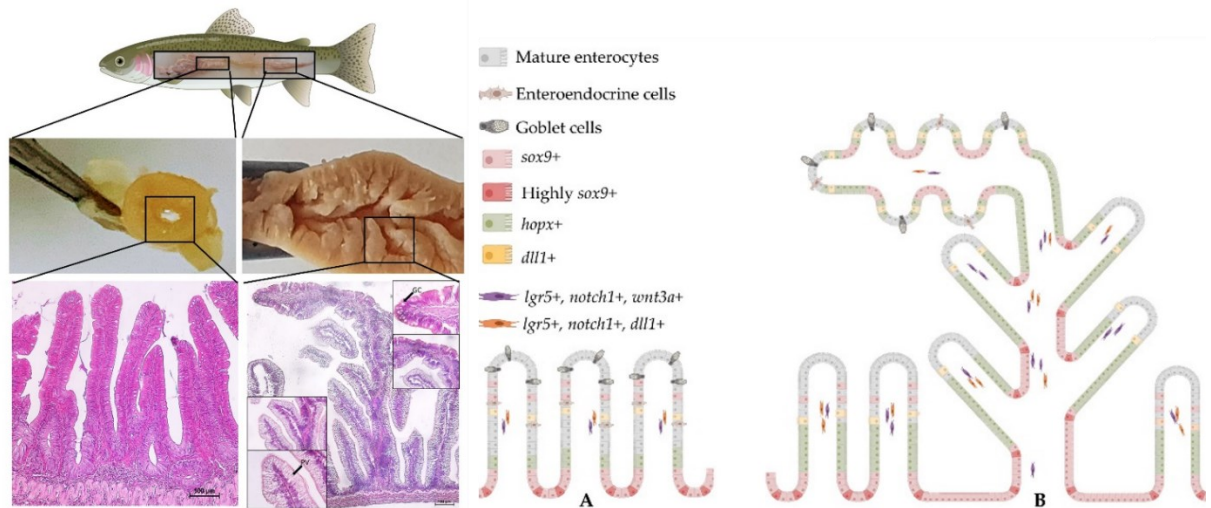 Mature enterocytes
Enteroendocrine cells
Goblet cells
sox9+
Highly sox9+
hopx+
dll1+
lgr5+, notch1+, wnt3a+
lgr5+, notch1+, dll1+
GC
PV
100 μm
A
B